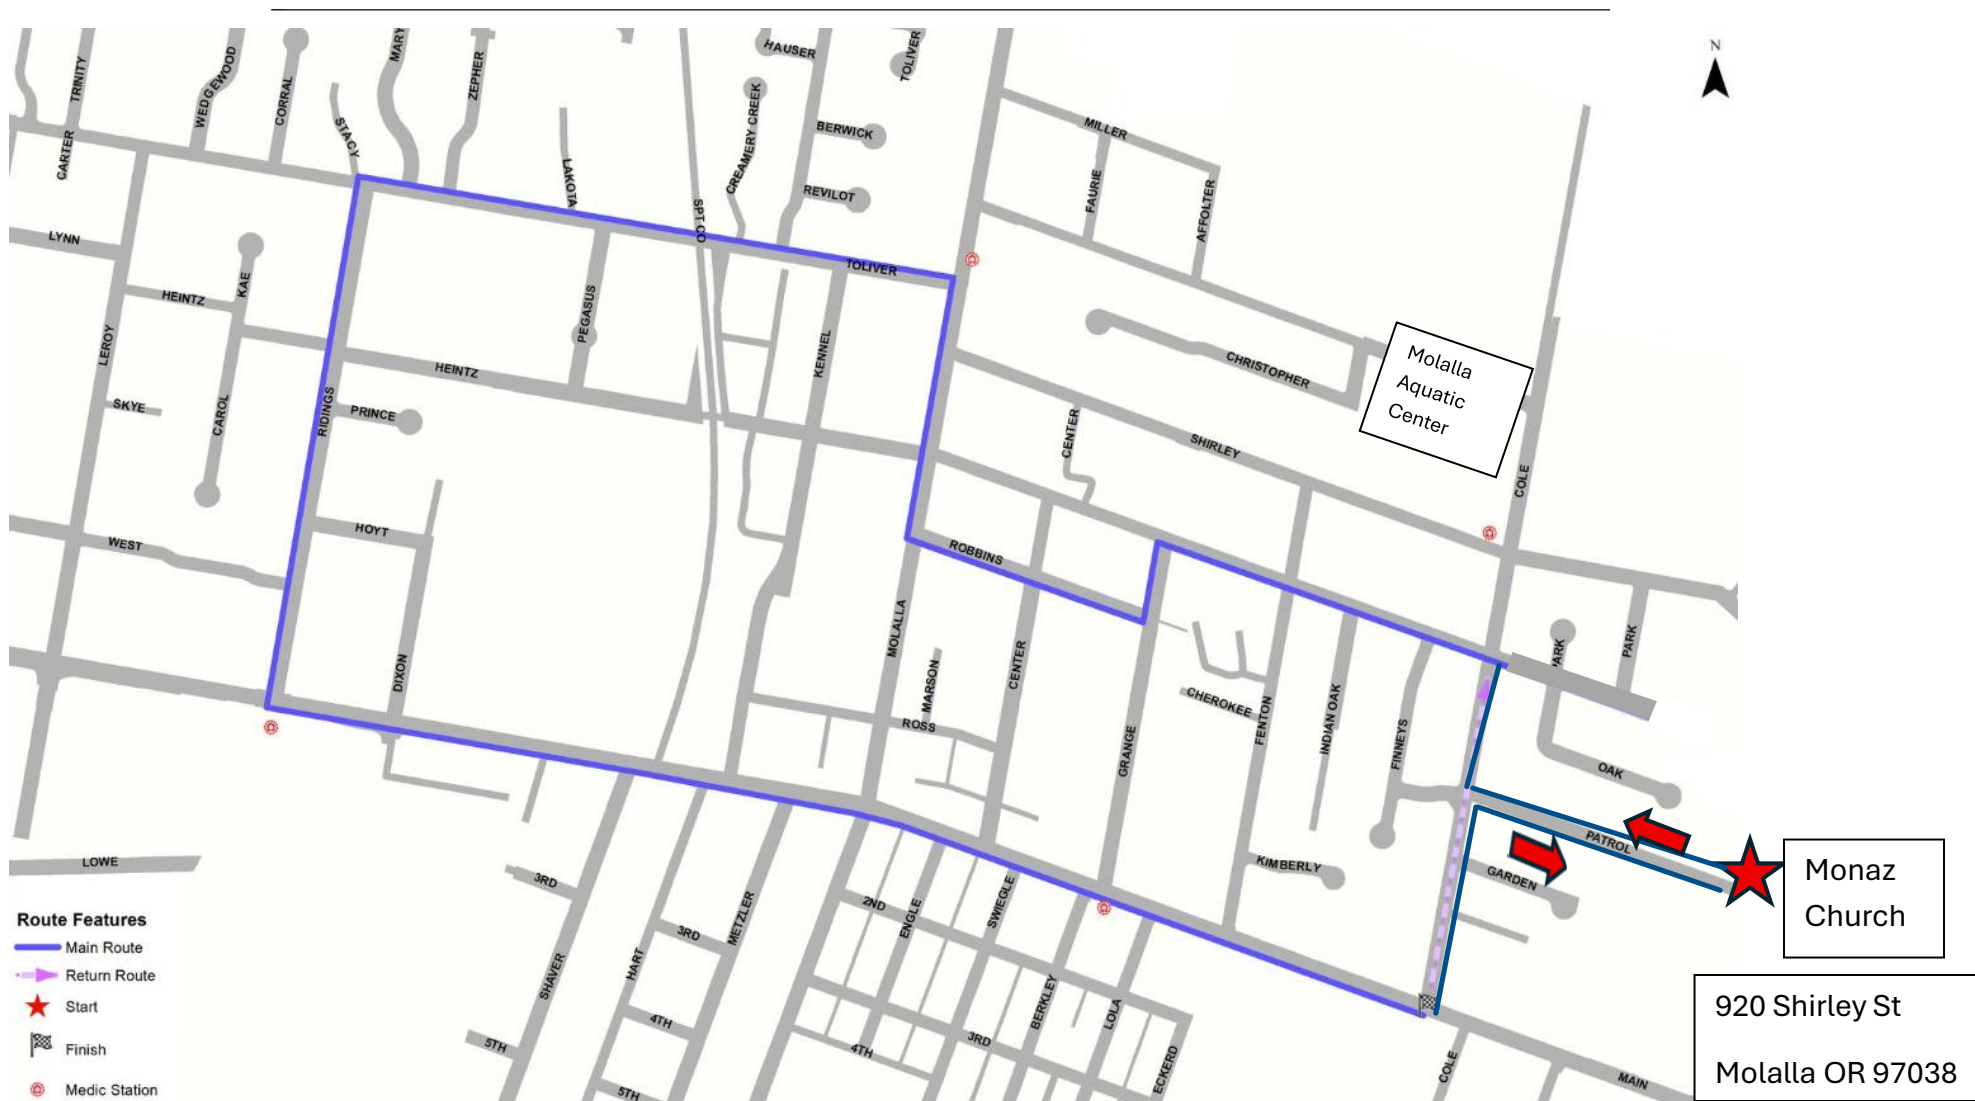 N
HAUSER
TOLIVER
MARY
TRINITY
WEDGEWOOD
CORRAL
ZEPHER
STACY
CARTER
LAKOTA
CREAMERY CREEK
BERWICK
MILLER
REVILOT
FAURIE
AFFOLTER
SPT CO
LYNN
TOLIVER
KAE
HEINTZ
PEGASUS
LEROY
KENNEL
HEINTZ
CHRISTOPHER
Molalla
Aquatic
Center
SKYE
CAROL
RIDINGS
PRINCE
CENTER
SHIRLEY
COLE
HOYT
WEST
ROBBINS
MOLALLA
CENTER
DIXON
MARSON
ROSS
CHEROKEE
GRANGE
FENTON
INDIAN OAK
FINNEYS
PARK
PARK
OAK
PATROL
KIMBERLY
GARDEN
Monaz
Church
LOWE
3RD
2ND
ENGLE
SWIEGLE
METZLER
3RD
HART
SHAVER
BERKLEY
LOLA
3RD
4TH
4TH
5TH
5TH
ECKERD
COLE
MAIN
920 Shirley St
Molalla OR 97038
Route Features
Main Route
Return Route
Start
Finish
Medic Station